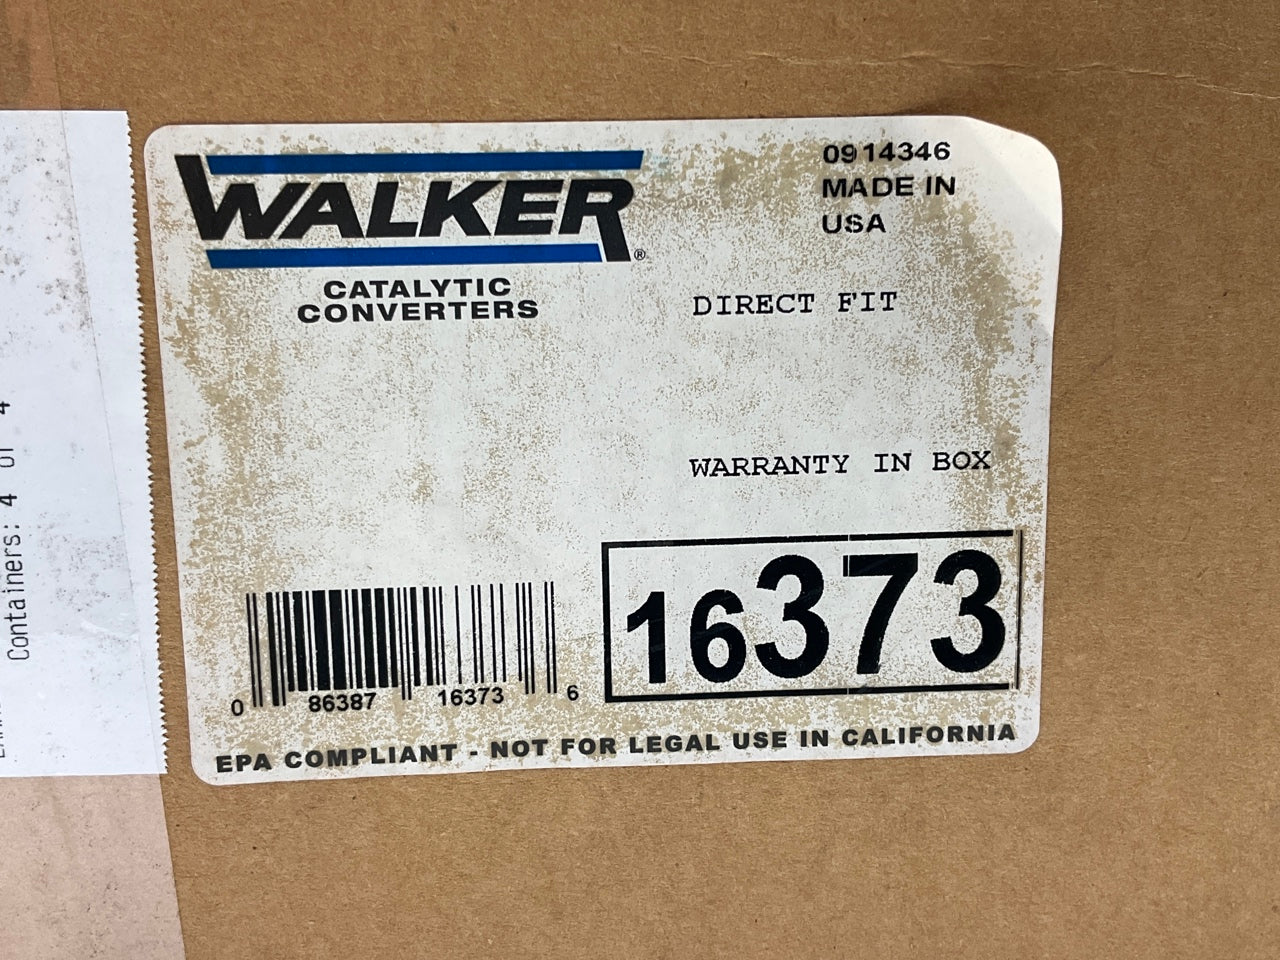 WALKER®
CATALYTIC
CONVERTERS
0914346
MADE IN
USA
DIRECT FIT
WARRANTY IN BOX
16373
0 86387 16373 6
EPA COMPLIANT - NOT FOR LEGAL USE IN CALIFORNIA
Containers: 4 of 4